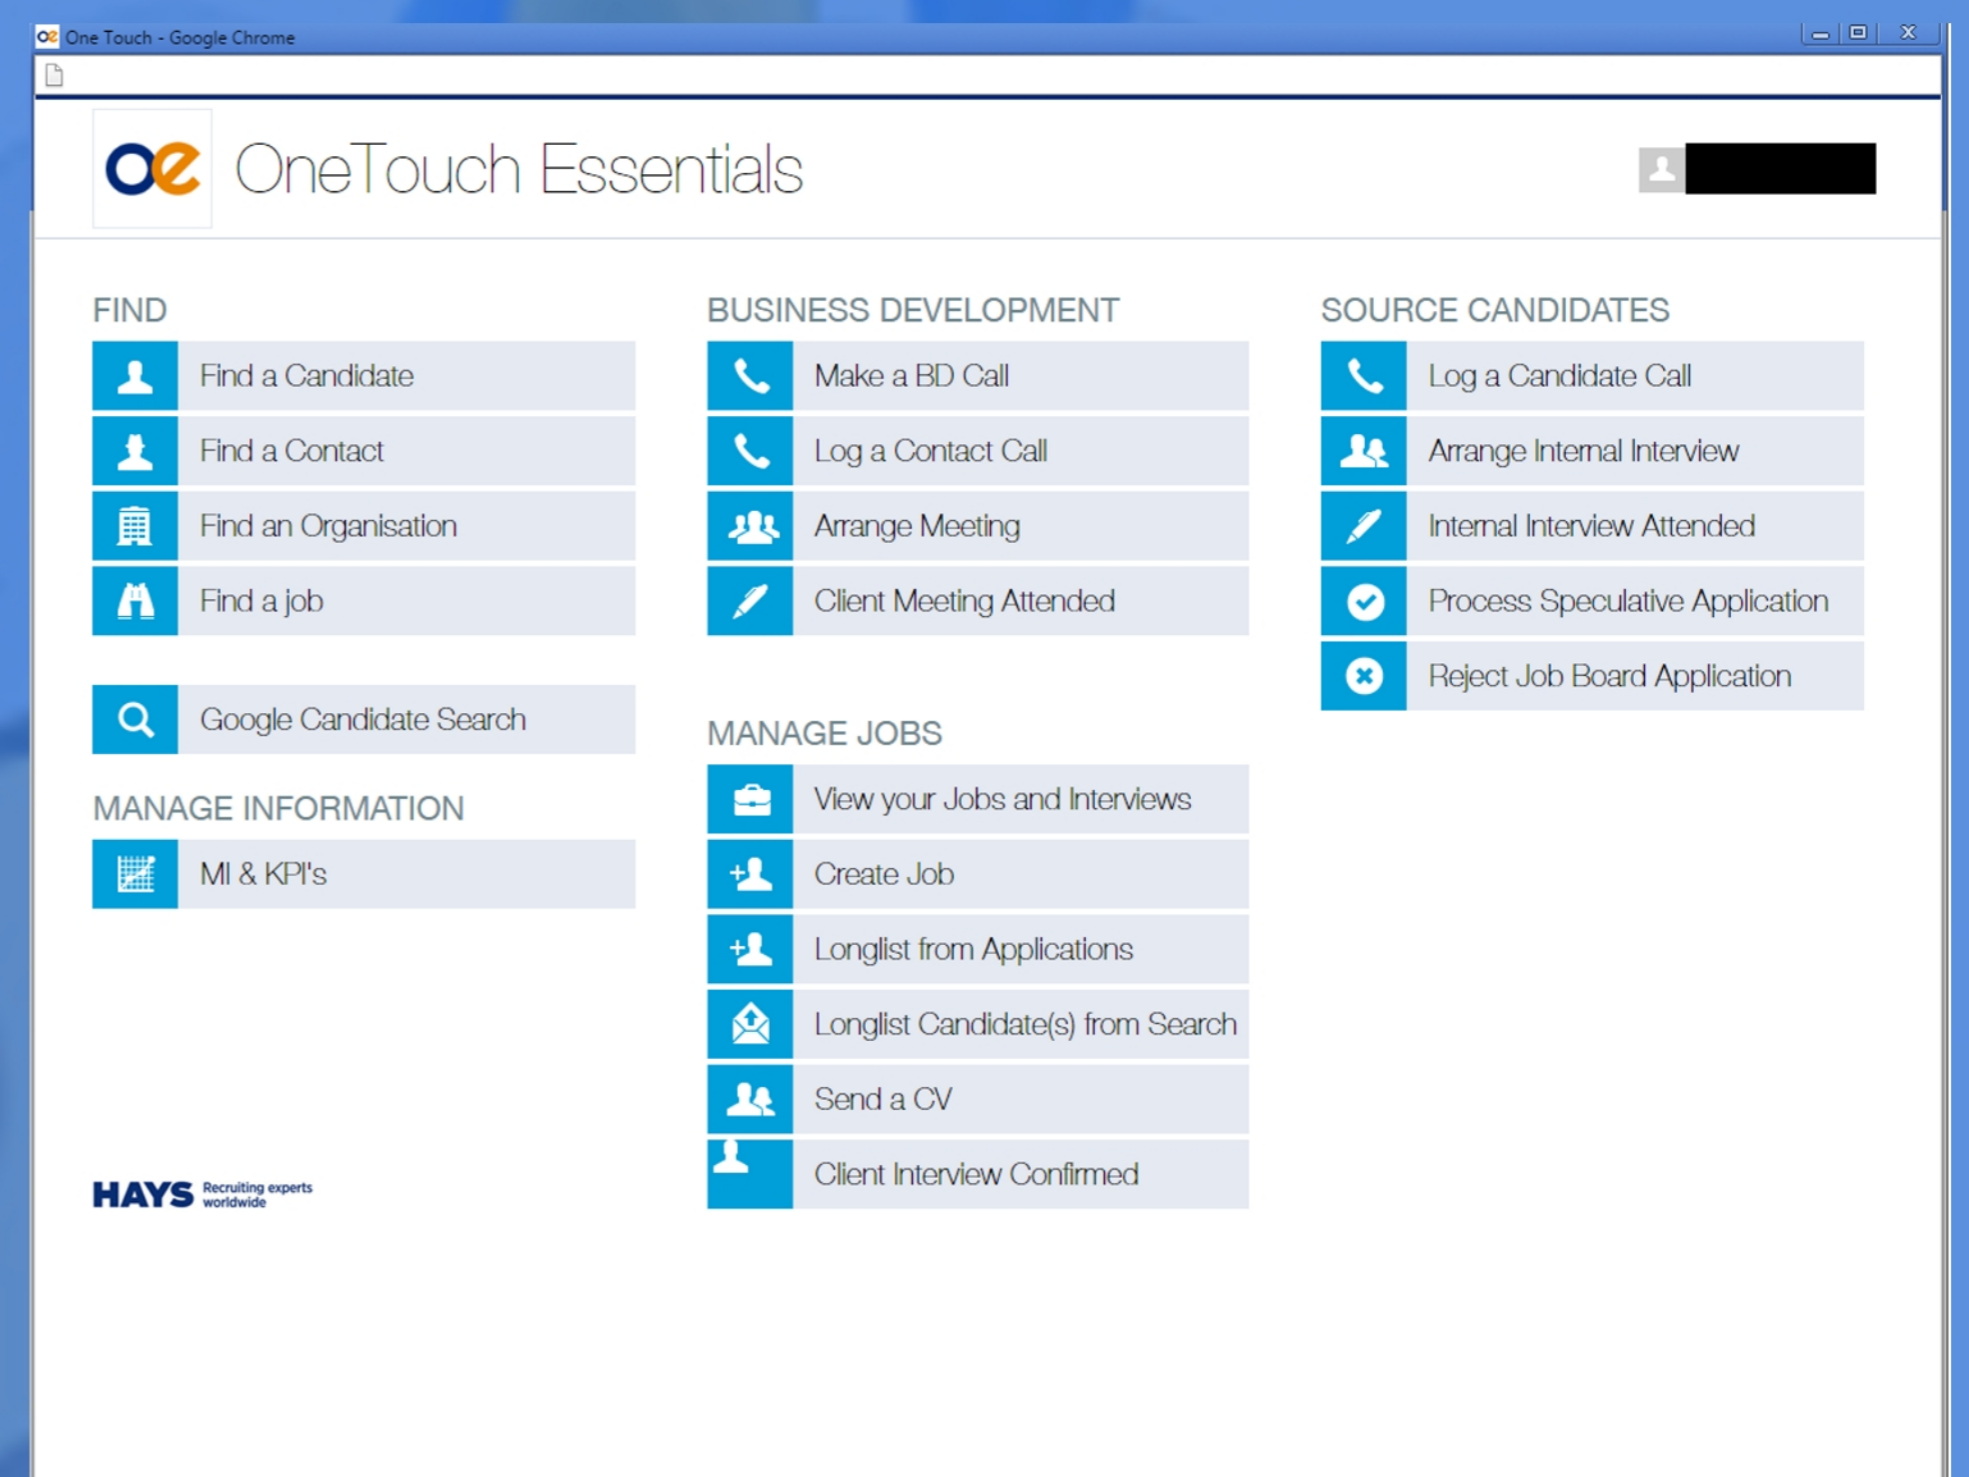 One Touch - Google Chrome
oe OneTouch Essentials
FIND
Find a Candidate
Find a Contact
Find an Organisation
Find a job
Google Candidate Search
MANAGE INFORMATION
MI & KPI's
HAYS Recruiting experts
worldwide
BUSINESS DEVELOPMENT
Make a BD Call
Log a Contact Call
Arrange Meeting
Client Meeting Attended
MANAGE JOBS
View your Jobs and Interviews
Create Job
Longlist from Applications
Longlist Candidate(s) from Search
Send a CV
Client Interview Confirmed
SOURCE CANDIDATES
Log a Candidate Call
Arrange Internal Interview
Internal Interview Attended
Process Speculative Application
Reject Job Board Application